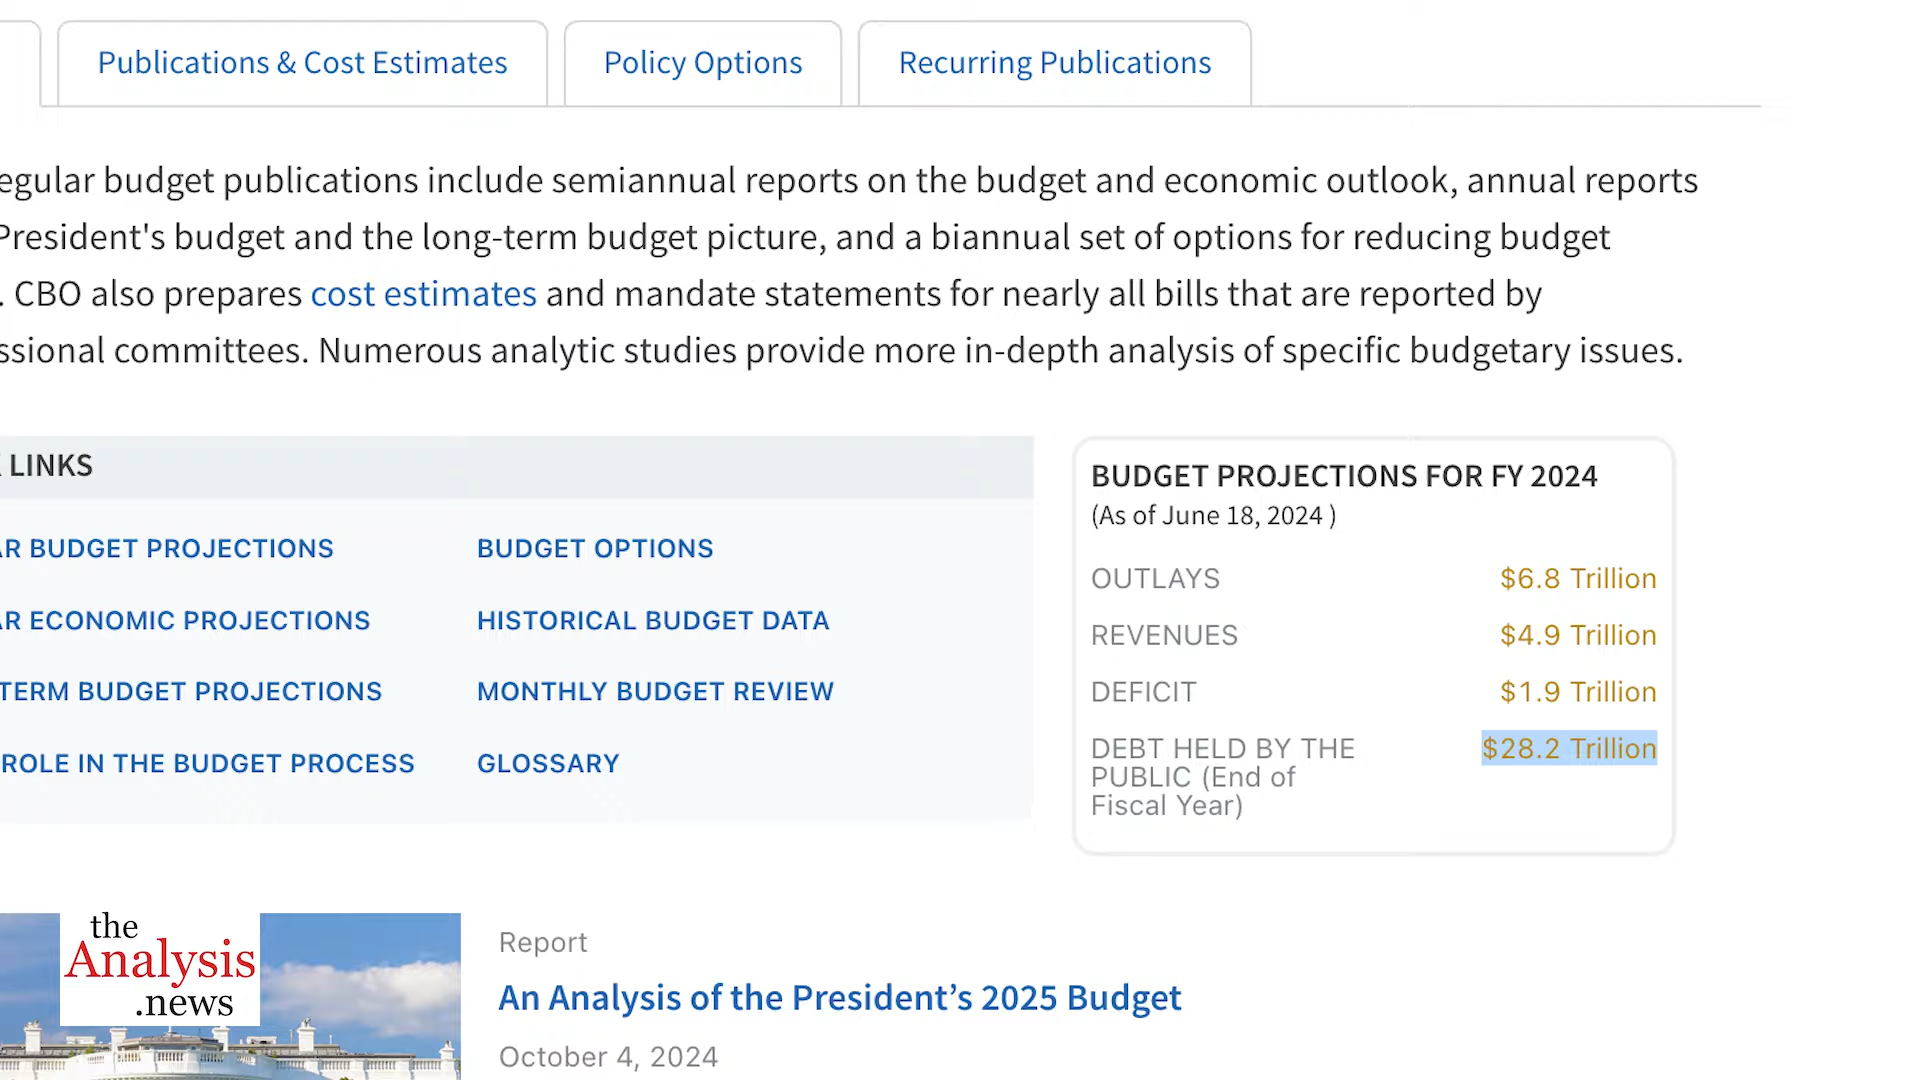 Publications & Cost Estimates
Policy Options
Recurring Publications
egular budget publications include semiannual reports on the budget and economic outlook, annual reports
President's budget and the long-term budget picture, and a biannual set of options for reducing budget
. CBO also prepares cost estimates and mandate statements for nearly all bills that are reported by
ssional committees. Numerous analytic studies provide more in-depth analysis of specific budgetary issues.
LINKS
AR BUDGET PROJECTIONS
BUDGET OPTIONS
AR ECONOMIC PROJECTIONS
HISTORICAL BUDGET DATA
TERM BUDGET PROJECTIONS
MONTHLY BUDGET REVIEW
ROLE IN THE BUDGET PROCESS
GLOSSARY
BUDGET PROJECTIONS FOR FY 2024
(As of June 18, 2024 )
OUTLAYS $6.8 Trillion
REVENUES $4.9 Trillion
DEFICIT $1.9 Trillion
DEBT HELD BY THE $28.2 Trillion
PUBLIC (End of
Fiscal Year)
the
Analysis
.news
Report
An Analysis of the President’s 2025 Budget
October 4, 2024